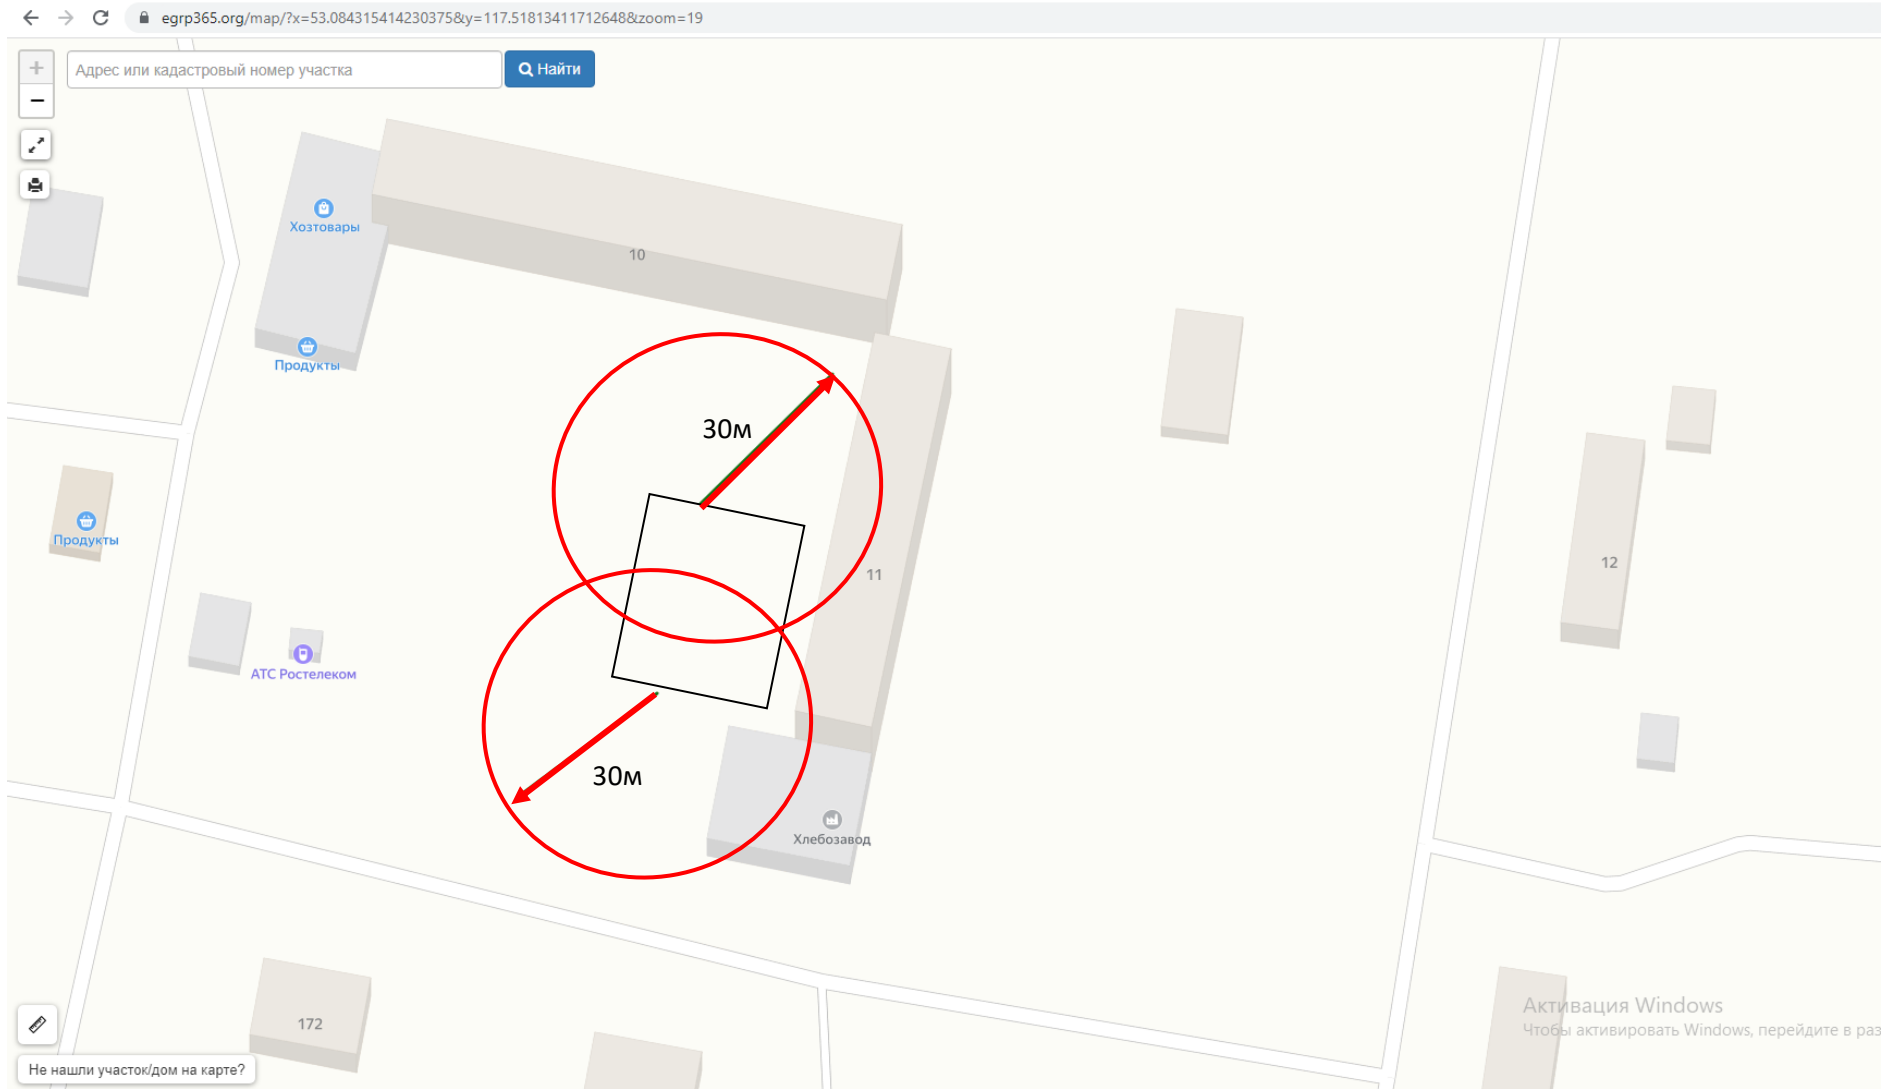 egrp365.org/map/?x=53.084315414230375&y=117.51813411712648&zoom=19
Адрес или кадастровый номер участка
Найти
Хозтовары
10
Продукты
30м
Продукты
11
12
АТС Ростелеком
30м
Хлебозавод
172
Активация Windows
Чтобы активировать Windows, перейдите в раз
Не нашли участок/дом на карте?